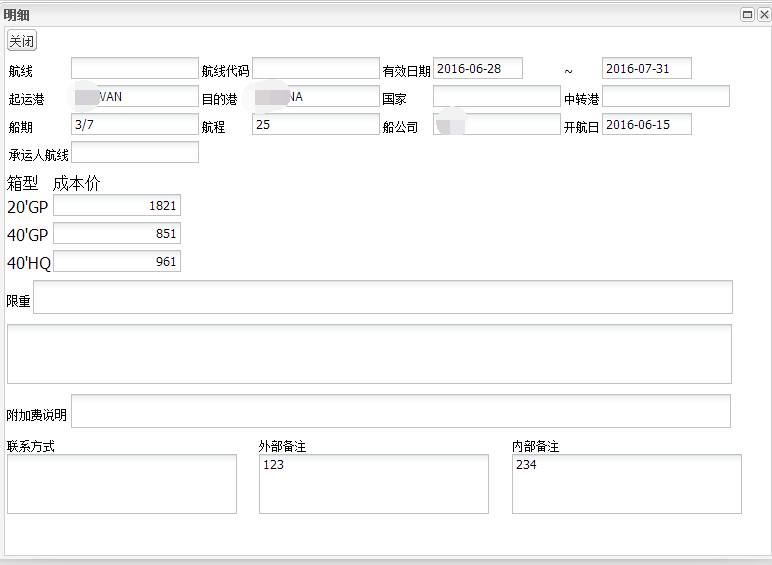 明细
关闭
航线 航线代码 有效日期 2016-06-28 ~ 2016-07-31
起运港 VAN 目的港 NA 国家 中转港
船期 3/7 航程 25 船公司 开航日 2016-06-15
承运人航线
箱型 成本价
20'GP 1821
40'GP 851
40'HQ 961
限重
附加费说明
联系方式 外部备注 内部备注
123 234